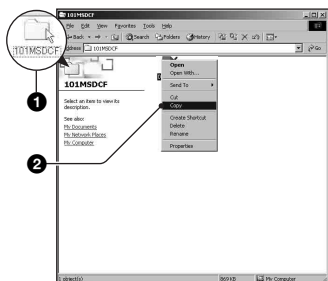 101MSDCF
File Edit View Favorites Tools Help
Back Search Folders History
Address 101MSDCF Go
101MSDCF
101MSDCF
Select an item to view its
description.
See also:
My Documents
My Network Places
My Computer
Open
Open With...
Send To
Cut
Copy
Create Shortcut
Delete
Rename
Properties
1
2
1 object(s) 869 KB My Computer